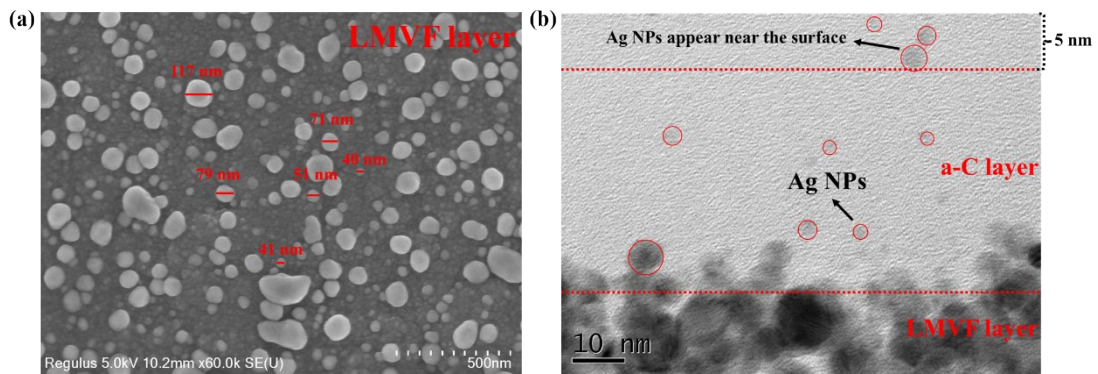 (a)
LMVF layer
117 nm
71 nm
40 nm
79 nm
51 nm
41 nm
Regulus 5.0kV 10.2mm x60.0k SE(U)
500nm
(b)
Ag NPs appear near the surface
5 nm
a-C layer
Ag NPs
LMVF layer
10 nm